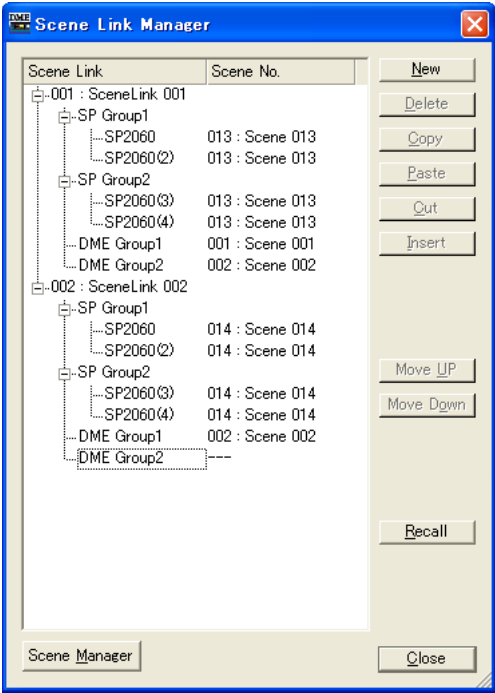 DME Scene Link Manager
Scene Link Scene No.
001 : SceneLink 001
SP Group1
SP2060 013 : Scene 013
SP2060(2) 013 : Scene 013
SP Group2
SP2060(3) 013 : Scene 013
SP2060(4) 013 : Scene 013
DME Group1 001 : Scene 001
DME Group2 002 : Scene 002
002 : SceneLink 002
SP Group1
SP2060 014 : Scene 014
SP2060(2) 014 : Scene 014
SP Group2
SP2060(3) 014 : Scene 014
SP2060(4) 014 : Scene 014
DME Group1 002 : Scene 002
DME Group2 ---
New
Delete
Copy
Paste
Cut
Insert
Move UP
Move Down
Recall
Scene Manager
Close